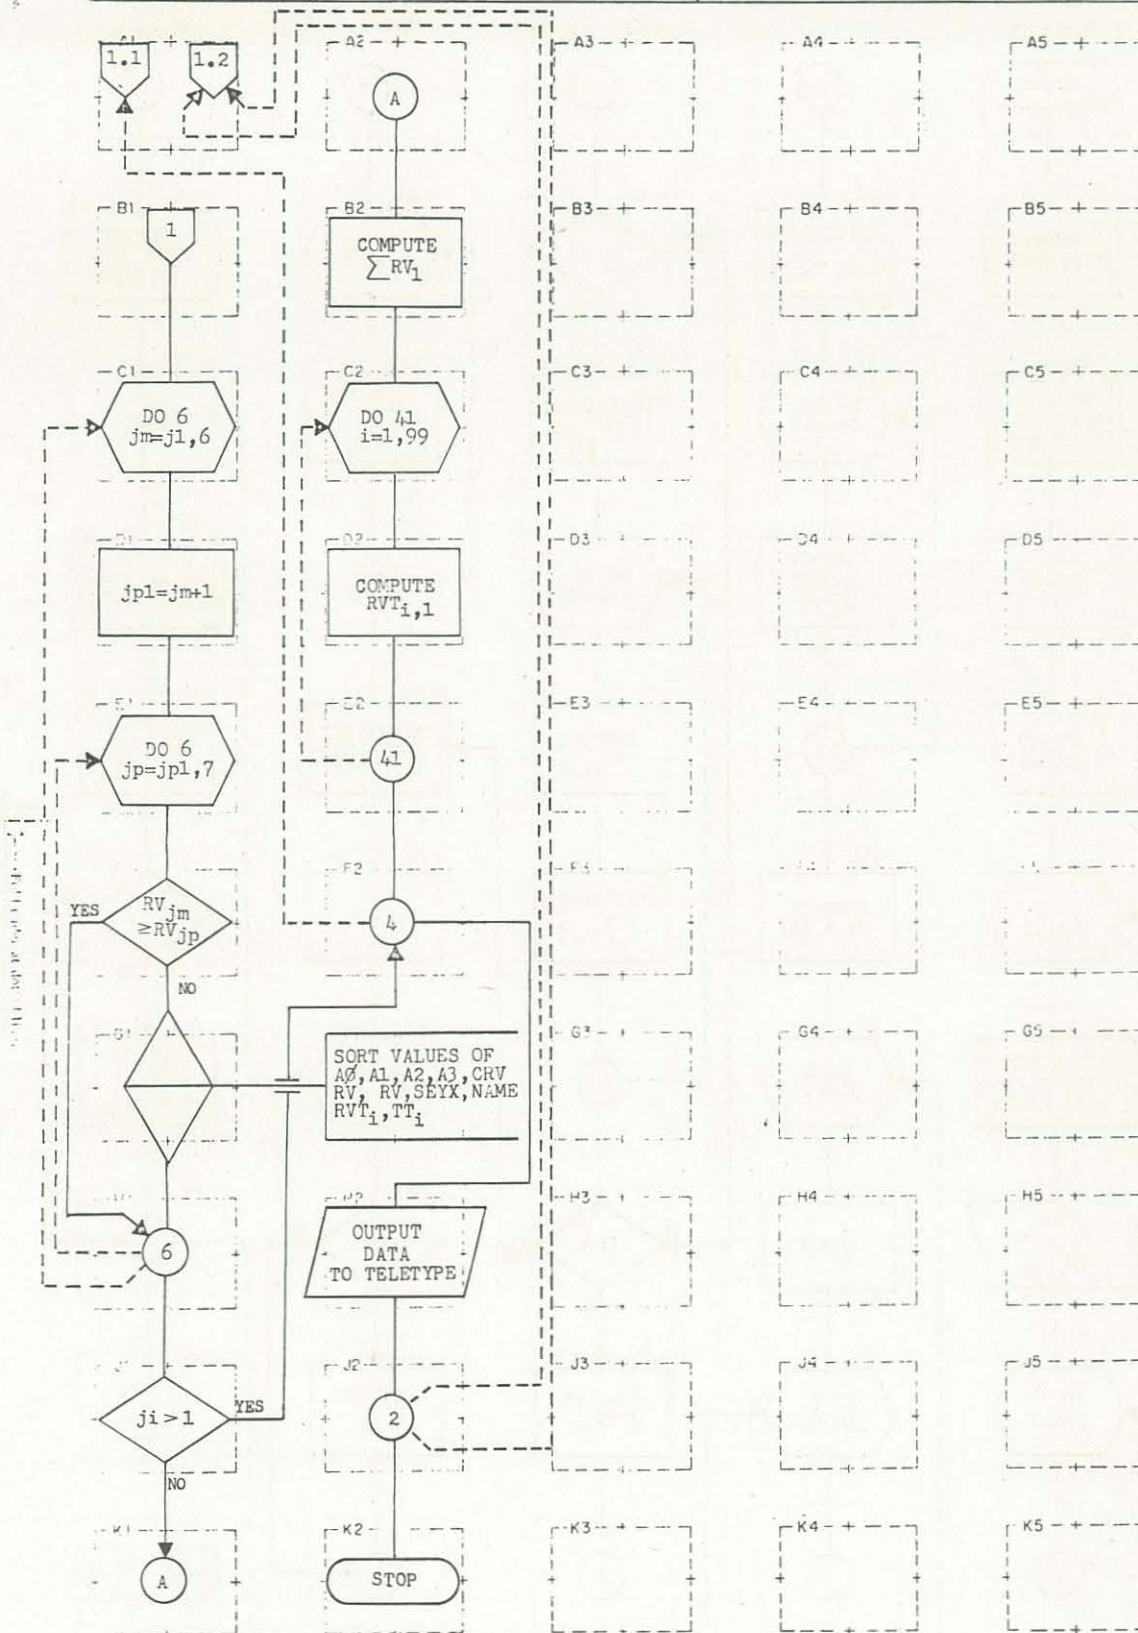 1.1
1.2
A2
A3
A4
A5
A
B1
1
B2
COMPUTE
∑RV₁
B3
B4
B5
C1
DO 6
jm=j1,6
C2
DO 41
i=1,99
C3
C4
C5
jp1=jm+1
D2
COMPUTE
RVTᵢ,₁
D3
D4
D5
E1
DO 6
jp=jp1,7
E2
41
E3
E4
E5
YES
RVjm
≥RVjp
NO
F2
4
F3
G1
SORT VALUES OF
AØ,A1,A2,A3,CRV
RV, RV,SEYX,NAME
RVTᵢ,TTᵢ
G3
G4
G5
6
H2
OUTPUT
DATA
TO TELETYPE
H3
H4
H5
ji>1
YES
NO
J2
2
J3
J4
J5
K1
A
K2
STOP
K3
K4
K5